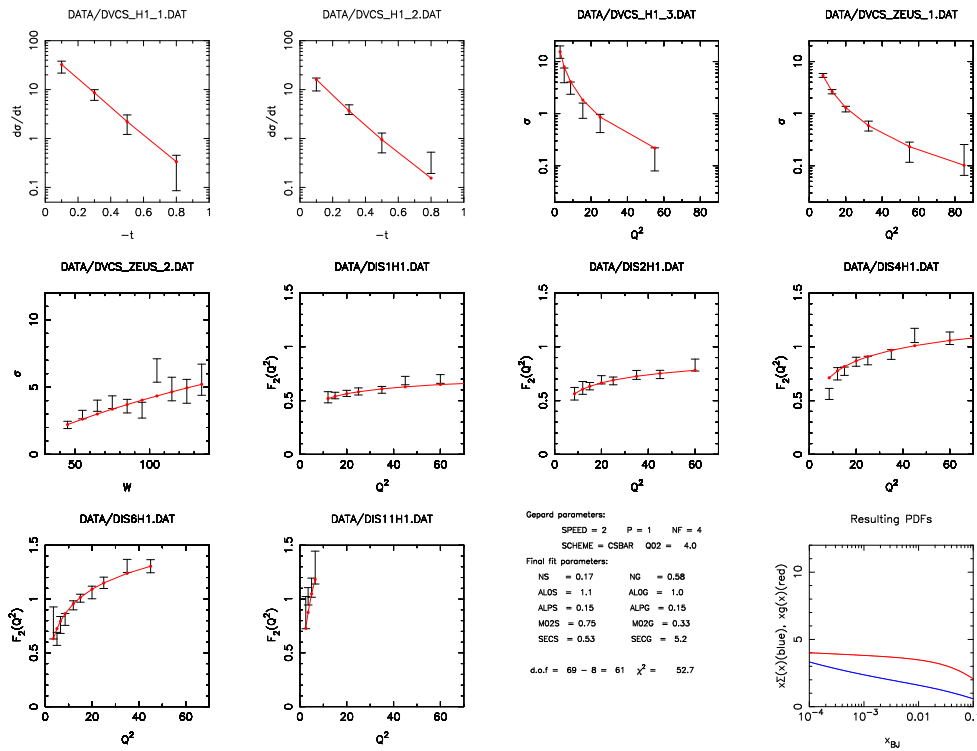 DATA/DVCS_H1_1.DAT
DATA/DVCS_H1_2.DAT
DATA/DVCS_H1_3.DAT
DATA/DVCS_ZEUS_1.DAT
dσ/dt
100
10
1
0.1
0 0.2 0.4 0.6 0.8 1
−t
dσ/dt
100
10
1
0.1
0 0.2 0.4 0.6 0.8 1
−t
σ
10
1
0.1
0 20 40 60 80
Q²
σ
10
1
0.1
0 20 40 60 80
Q²
DATA/DVCS_ZEUS_2.DAT
DATA/DIS1H1.DAT
DATA/DIS2H1.DAT
DATA/DIS4H1.DAT
σ
10
5
0
50 100
W
F₂(Q²)
1.5
1
0.5
0
0 20 40 60
Q²
F₂(Q²)
1.5
1
0.5
0
0 20 40 60
Q²
F₂(Q²)
1.5
1
0.5
0
0 20 40 60
Q²
DATA/DIS6H1.DAT
DATA/DIS11H1.DAT
F₂(Q²)
1.5
1
0.5
0
0 20 40 60
Q²
F₂(Q²)
1.5
1
0.5
0
0 20 40 60
Q²
Gepard parameters:
SPEED = 2 P = 1 NF = 4
SCHEME = CSBAR Q02 = 4.0
Final fit parameters:
NS = 0.17 NG = 0.58
AL0S = 1.1 AL0G = 1.0
ALPS = 0.15 ALPG = 0.15
M02S = 0.75 M02G = 0.33
SECS = 0.53 SECG = 5.2
d.o.f = 69 − 8 = 61 χ² = 52.7
Resulting PDFs
xΣ(x)(blue), xg(x)(red)
10
5
0
10⁻⁴ 10⁻³ 0.01 0.
x_BJ